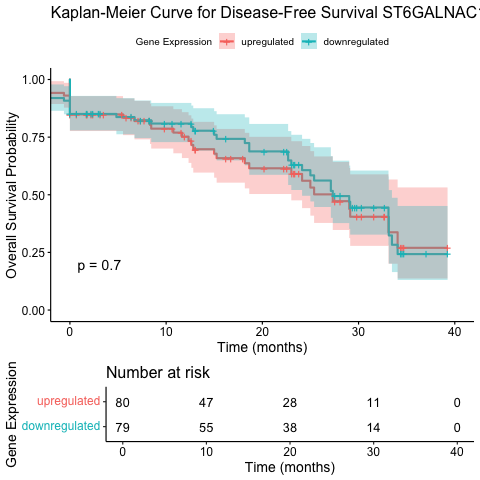 Kaplan-Meier Curve for Disease-Free Survival ST6GALNAC1
Gene Expression upregulated downregulated
Overall Survival Probability
1.00
0.75
0.50
0.25
0.00
p = 0.7
0 10 20 30 40
Time (months)
Number at risk
Gene Expression
upregulated 80 47 28 11 0
downregulated 79 55 38 14 0
0 10 20 30 40
Time (months)